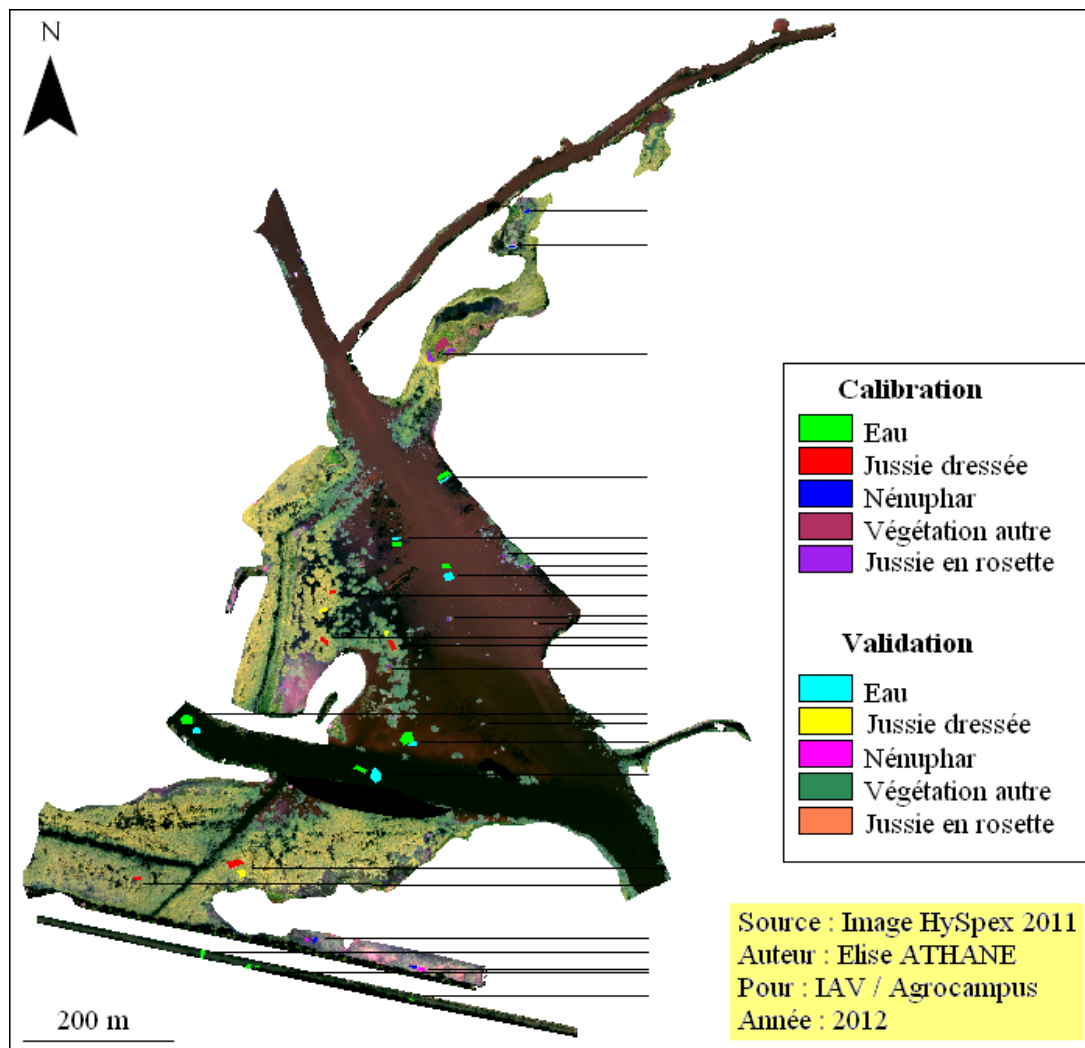 N
Calibration
Eau
Jussie dressée
Nénuphar
Végétation autre
Jussie en rosette
Validation
Eau
Jussie dressée
Nénuphar
Végétation autre
Jussie en rosette
Source : Image HySpex 2011
Auteur : Elise ATHANE
Pour : IAV / Agrocampus
Année : 2012
200 m